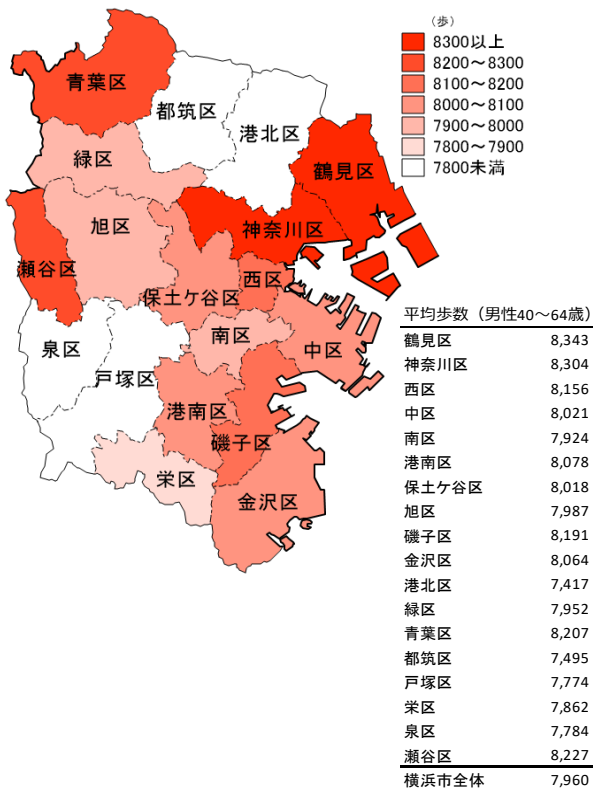 (歩)
8300以上
8200～8300
8100～8200
8000～8100
7900～8000
7800～7900
7800未満
青葉区
都筑区
港北区
緑区
鶴見区
旭区
神奈川区
瀬谷区
西区
保土ケ谷区
泉区
南区
中区
戸塚区
港南区
磯子区
栄区
金沢区
平均歩数（男性40～64歳）
鶴見区 8,343
神奈川区 8,304
西区 8,156
中区 8,021
南区 7,924
港南区 8,078
保土ケ谷区 8,018
旭区 7,987
磯子区 8,191
金沢区 8,064
港北区 7,417
緑区 7,952
青葉区 8,207
都筑区 7,495
戸塚区 7,774
栄区 7,862
泉区 7,784
瀬谷区 8,227
横浜市全体 7,960